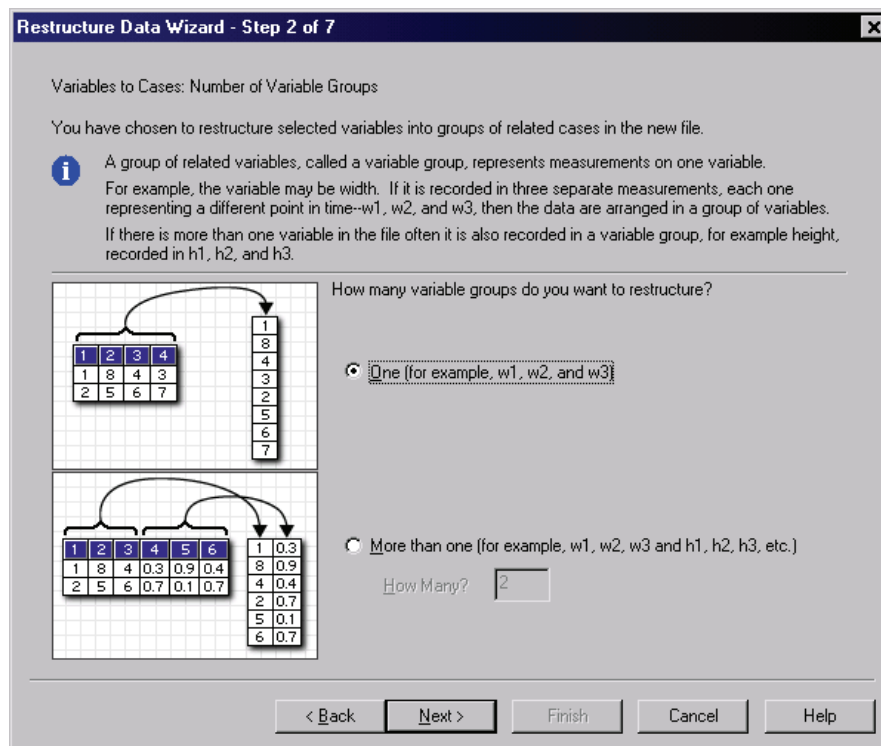 Restructure Data Wizard - Step 2 of 7
Variables to Cases: Number of Variable Groups
You have chosen to restructure selected variables into groups of related cases in the new file.
A group of related variables, called a variable group, represents measurements on one variable.
For example, the variable may be width. If it is recorded in three separate measurements, each one
representing a different point in time--w1, w2, and w3, then the data are arranged in a group of variables.
If there is more than one variable in the file often it is also recorded in a variable group, for example height,
recorded in h1, h2, and h3.
How many variable groups do you want to restructure?
1 2 3 4
1 8 4 3
2 5 6 7
1
8
4
3
2
5
6
7
One (for example, w1, w2, and w3)
1 2 3 4 5 6
1 8 4 0.3 0.9 0.4
2 5 6 0.7 0.1 0.7
1 0.3
8 0.9
4 0.4
2 0.7
5 0.1
6 0.7
More than one (for example, w1, w2, w3 and h1, h2, h3, etc.)
How Many? 2
< Back Next > Finish Cancel Help